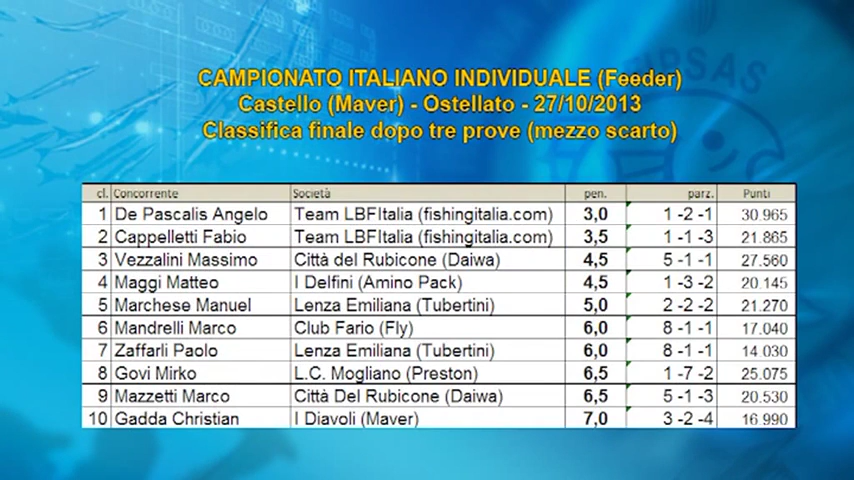 CAMPIONATO ITALIANO INDIVIDUALE (Feeder)
Castello (Maver) - Ostellato - 27/10/2013
Classifica finale dopo tre prove (mezzo scarto)
IPSAS
cl. Concorrente Società pen. parz. Punti
1 De Pascalis Angelo Team LBFItalia (fishingitalia.com) 3,0 1 -2 -1 30.965
2 Cappelletti Fabio Team LBFItalia (fishingitalia.com) 3,5 1 -1 -3 21.865
3 Vezzalini Massimo Città del Rubicone (Daiwa) 4,5 5 -1 -1 27.560
4 Maggi Matteo I Delfini (Amino Pack) 4,5 1 -3 -2 20.145
5 Marchese Manuel Lenza Emiliana (Tubertini) 5,0 2 -2 -2 21.270
6 Mandrelli Marco Club Fario (Fly) 6,0 8 -1 -1 17.040
7 Zaffarli Paolo Lenza Emiliana (Tubertini) 6,0 8 -1 -1 14.030
8 Govi Mirko L.C. Mogliano (Preston) 6,5 1 -7 -2 25.075
9 Mazzetti Marco Città Del Rubicone (Daiwa) 6,5 5 -1 -3 20.530
10 Gadda Christian I Diavoli (Maver) 7,0 3 -2 -4 16.990